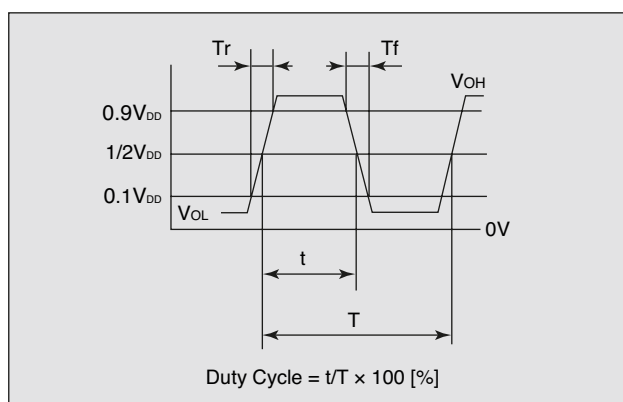 Tr Tf
VOH
0.9VDD
1/2VDD
0.1VDD
VOL
0V
t
T
Duty Cycle = t/T × 100 [%]